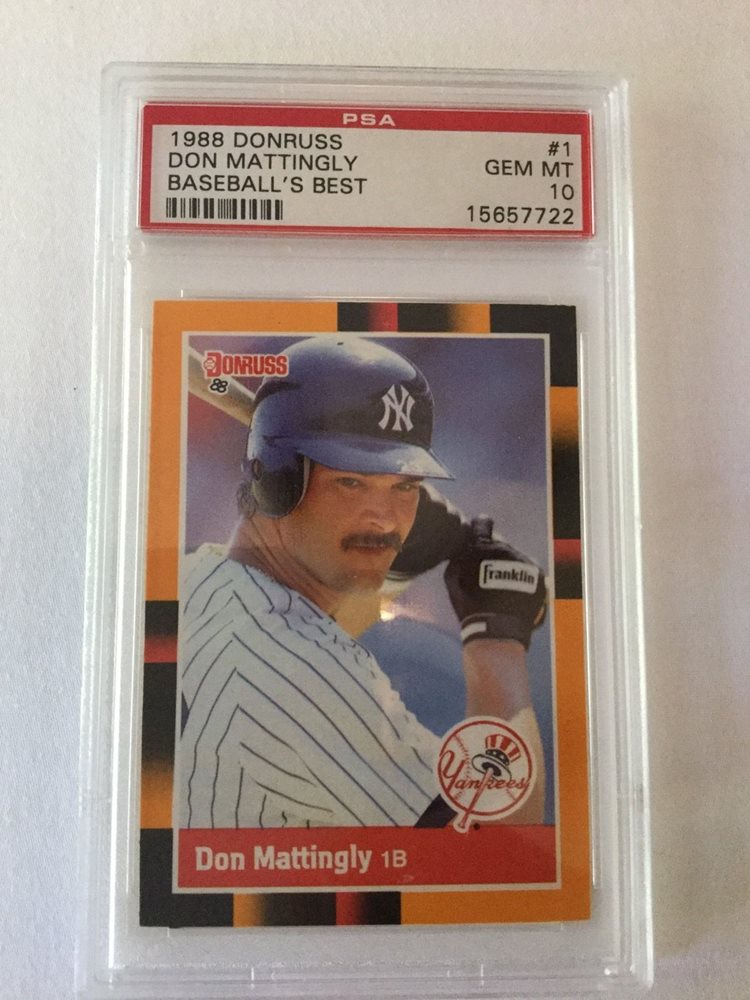 PSA
1988 DONRUSS #1
DON MATTINGLY GEM MT
BASEBALL'S BEST 10
15657722
DONRUSS
88
NY
Franklin
Yankees
Don Mattingly 1B